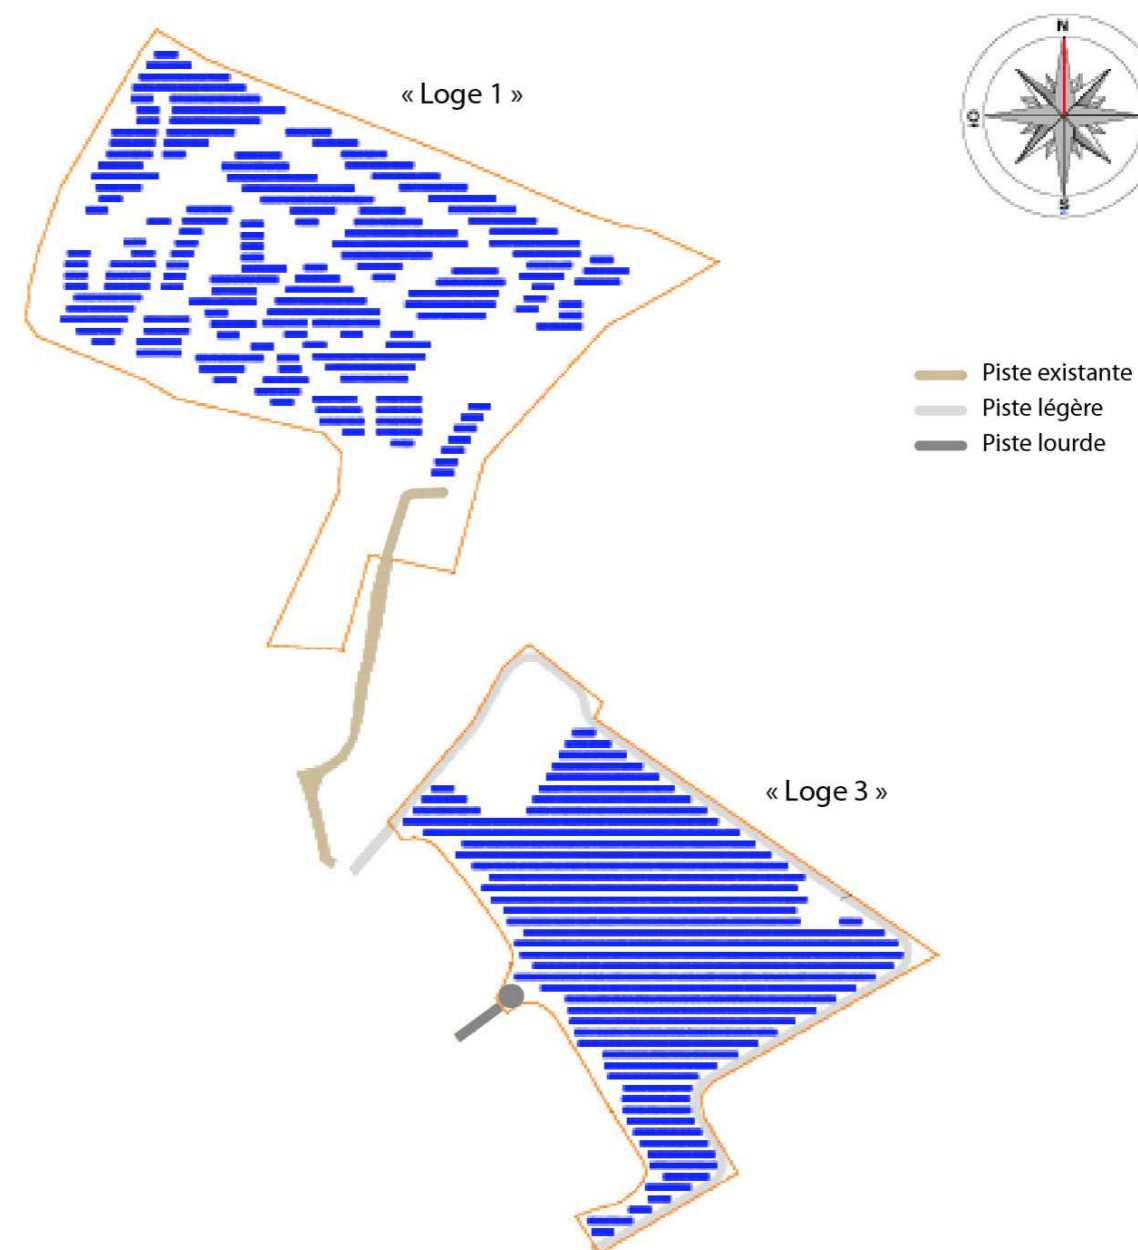 N
« Loge 1 »
O
S
Piste existante
Piste légère
Piste lourde
« Loge 3 »